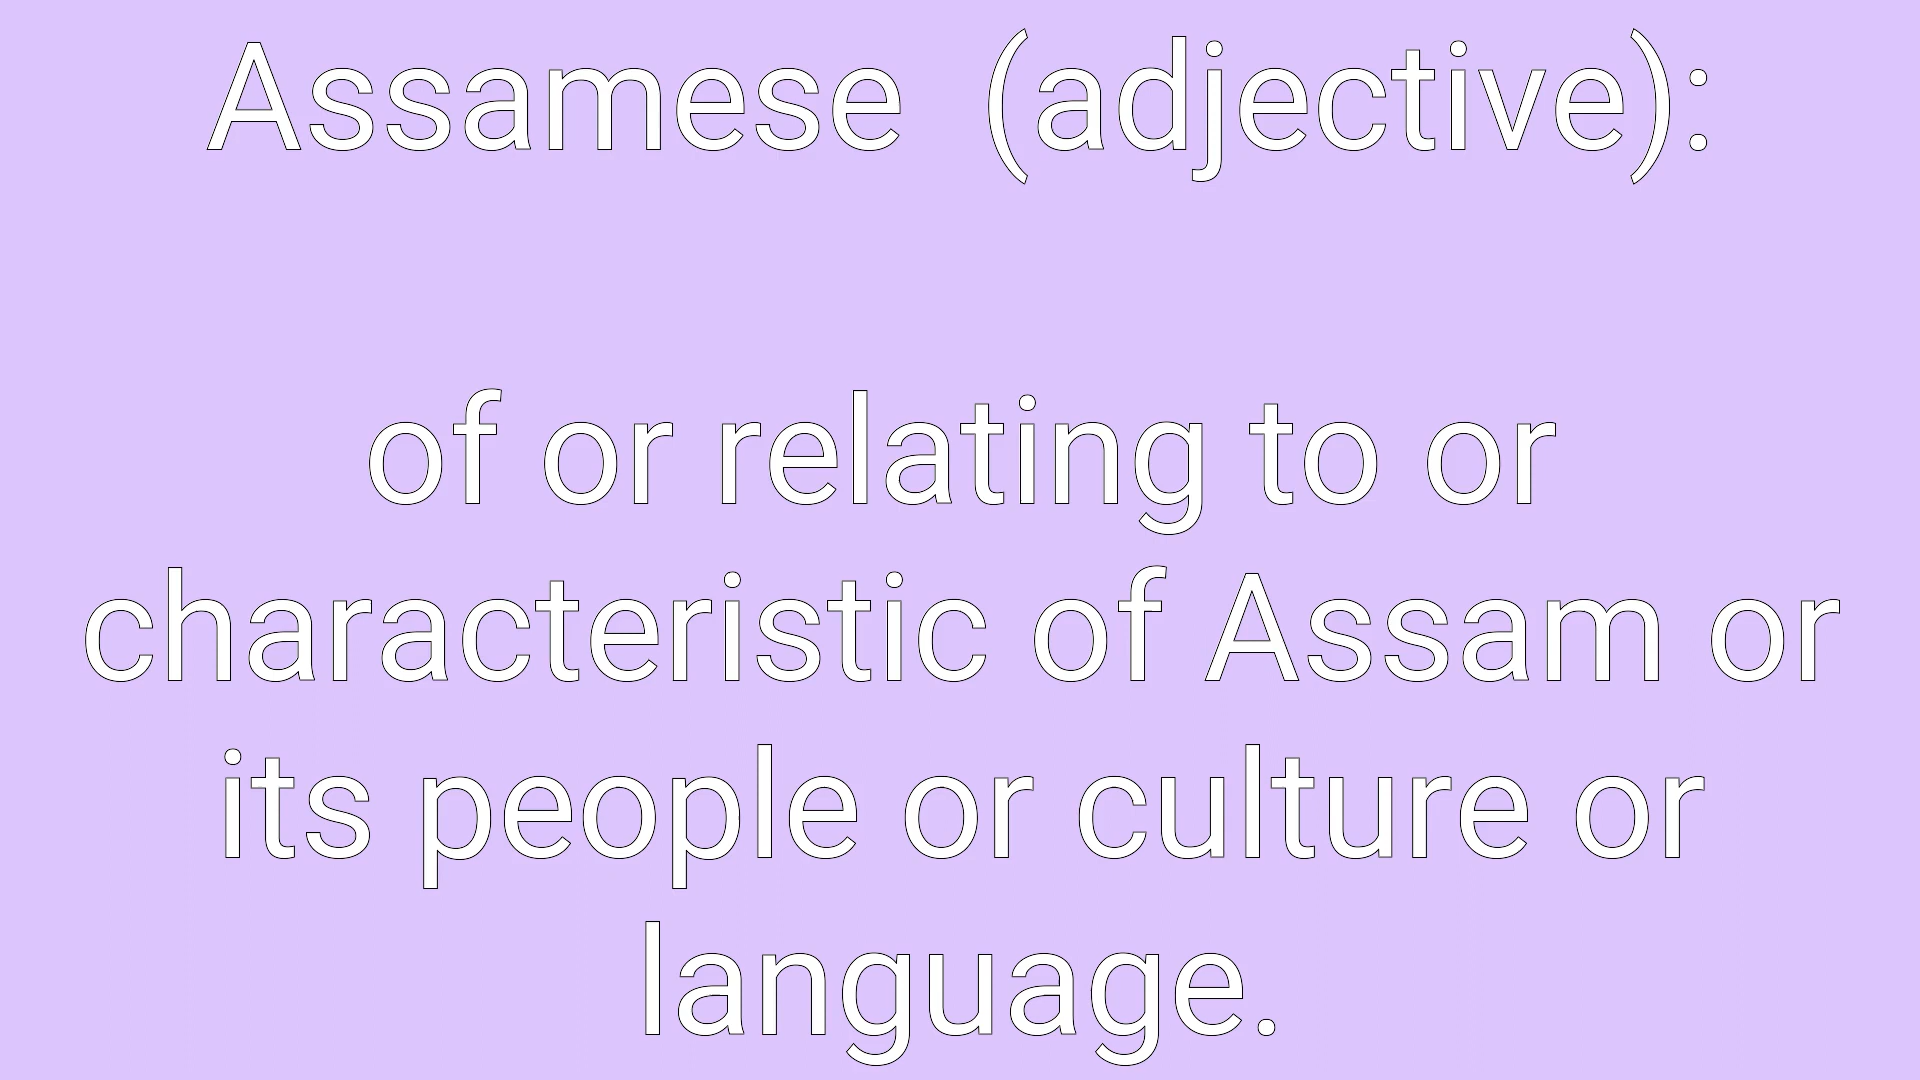 Assamese (adjective):
of or relating to or
characteristic of Assam or
its people or culture or
language.